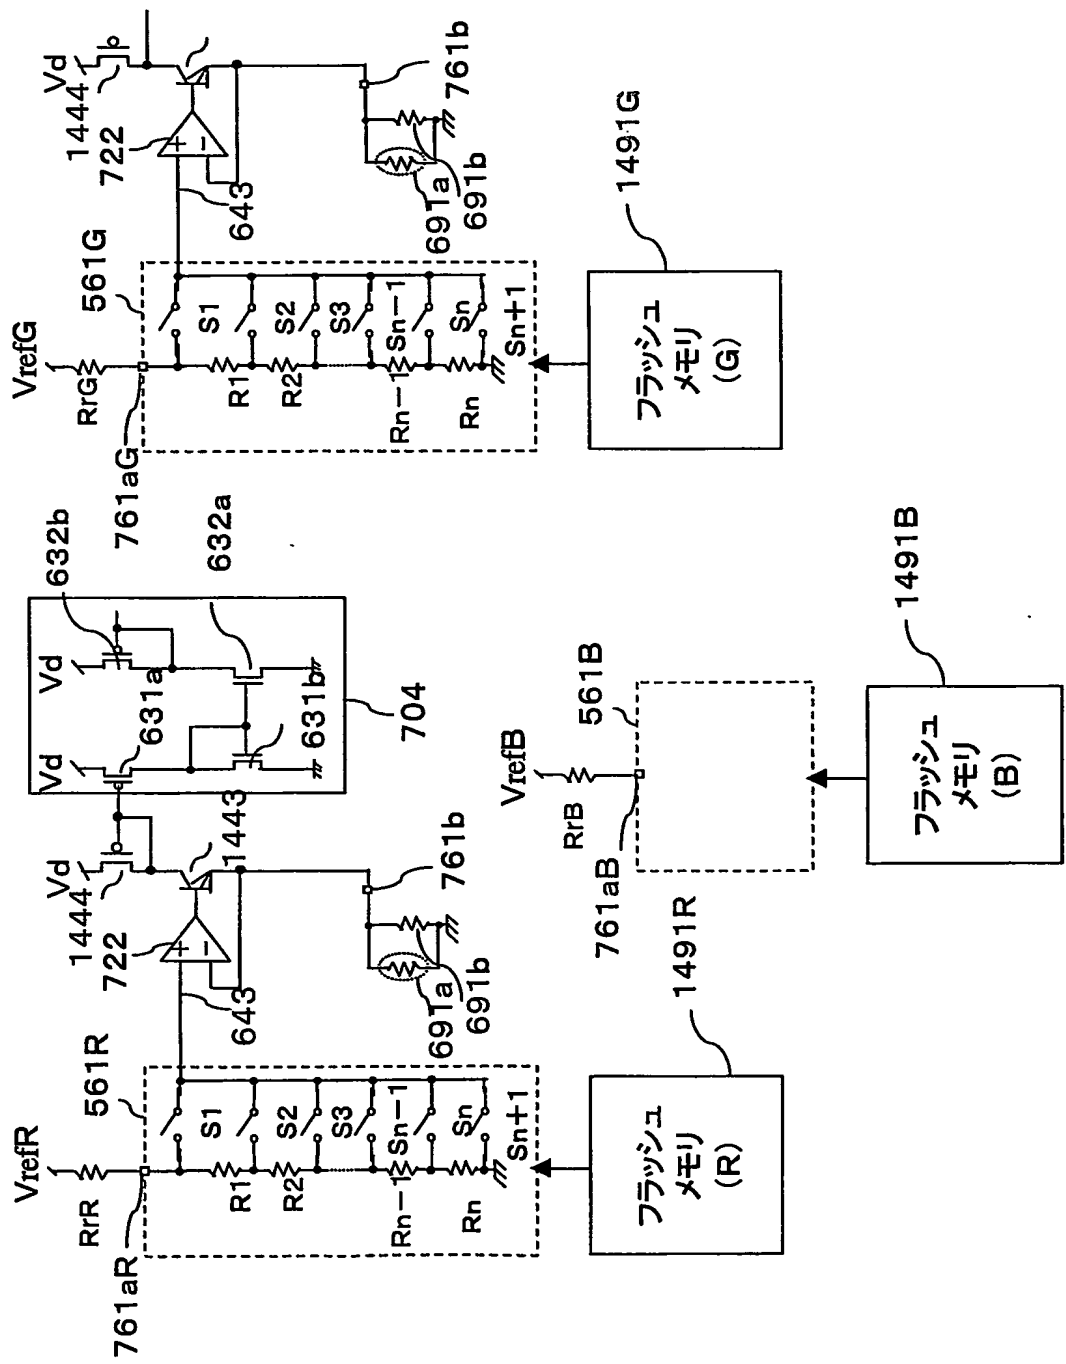 VrefR
RrR
761aR
561R
R1
R2
Rn−1
Rn
S1
S2
S3
Sn-1
Sn
Sn+1
フラッシュ
メモリ
(R)
1491R
643
722
1444
Vd
1443
691a
691b
761b
Vd
631a
631b
Vd
632b
632a
704
VrefB
RrB
761aB
561B
フラッシュ
メモリ
(B)
1491B
VrefG
RrG
761aG
561G
R1
R2
Rn−1
Rn
S1
S2
S3
Sn−1
Sn
Sn+1
フラッシュ
メモリ
(G)
1491G
643
722
1444
Vd
691a
691b
761b